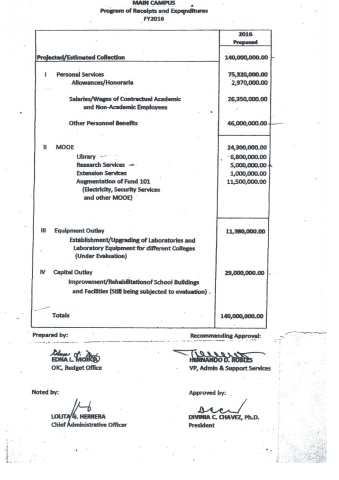 MAIN CAMPUS
Program of Receipts and Expenditures
FY2016
2016
Proposed
Projected/Estimated Collection 140,000,000.00
I Personal Services 75,320,000.00
Allowances/Honoraria 2,970,000.00
Salaries/Wages of Contractual Academic 26,350,000.00
and Non-Academic Employees
Other Personnel Benefits 46,000,000.00
II MOOE 24,300,000.00
Library 6,800,000.00
Research Services 5,000,000.00
Extension Services 1,000,000.00
Augmentation of Fund 101 11,500,000.00
(Electricity, Security Services
and other MOOE)
III Equipment Outlay 11,380,000.00
Establishment/Upgrading of Laboratories and
Laboratory Equipment for different Colleges
(Under Evaluation)
IV Capital Outlay 29,000,000.00
Improvement/Rehabilitationof School Buildings
and Facilities (Still being subjected to evaluation) .
Totals 140,000,000.00
Prepared by: Recommending Approval:
EDNA L. HERNANDO D. ROBLES
OIC, Budget Office VP, Admin & Support Services
Noted by: Approved by:
LOLITA G. HERRERA DIVINIA C. CHAVEZ, Ph.D.
Chief Administrative Officer President